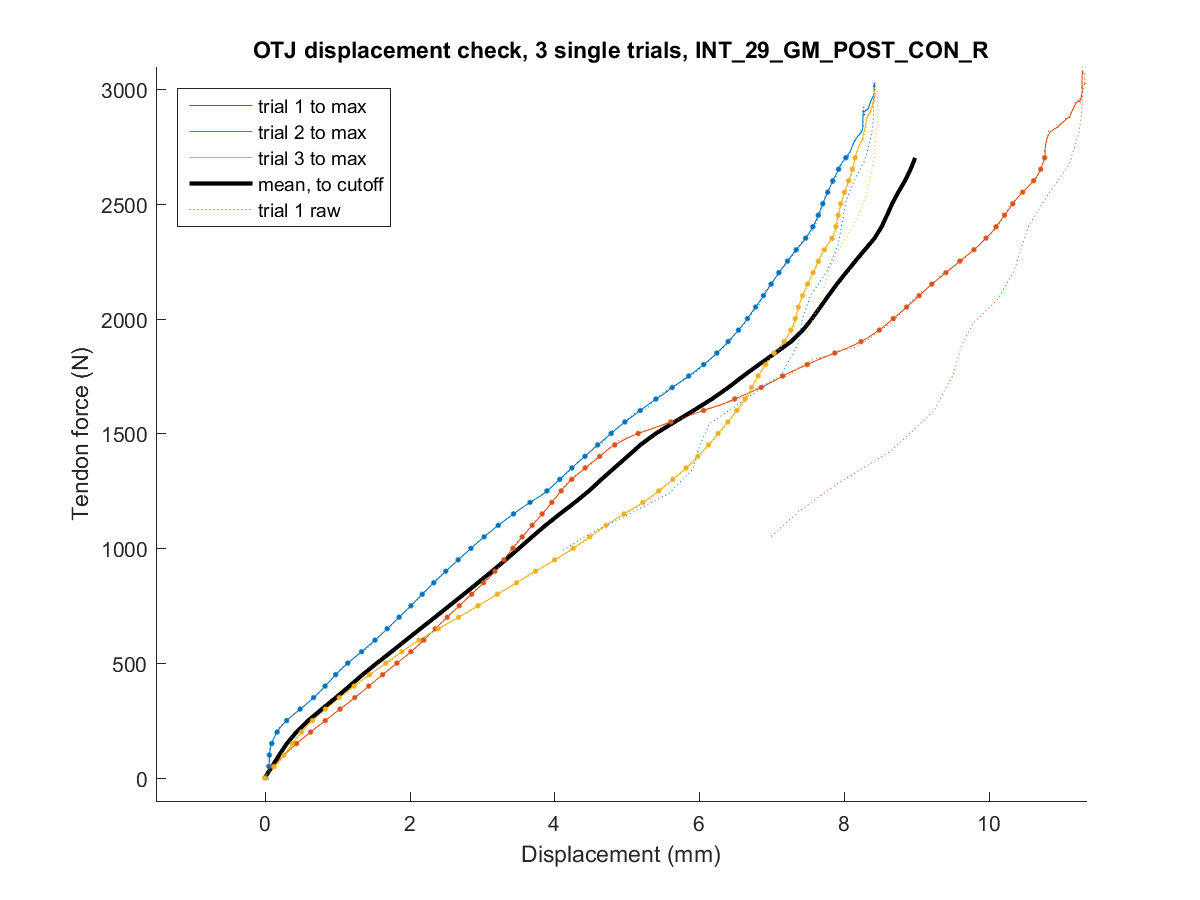 OTJ displacement check, 3 single trials, INT_29_GM_POST_CON_R
trial 1 to max
trial 2 to max
trial 3 to max
mean, to cutoff
trial 1 raw
3000
2500
2000
1500
1000
500
0
Tendon force (N)
0 2 4 6 8 10
Displacement (mm)